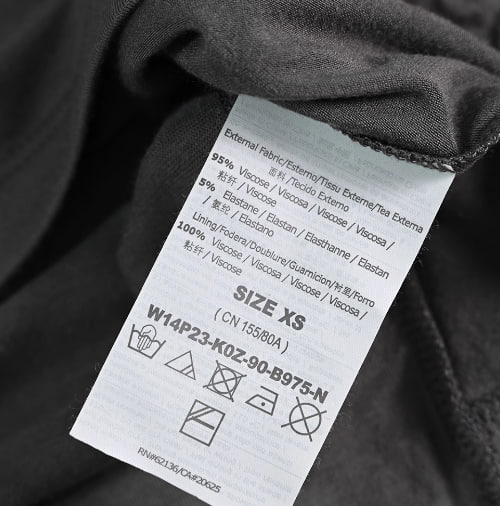 External Fabric/Esterno/Tissu Externe/Tea Externa
面料/Tecido Externo
95% Viscose / Viscosa / Viscose / Viscosa /
粘纤 / Viscose
5% Elastane / Elastan / Elasthanne / Elastan
/ 氨纶 / Elastano
Lining/Fodera/Doublure/Guarnicion/衬里/Forro
100% Viscose / Viscosa / Viscose / Viscosa /
粘纤 / Viscose
SIZE XS
(CN 155/80A)
W14P23-K0Z-90-B975-N
RN#62136/CA#20625